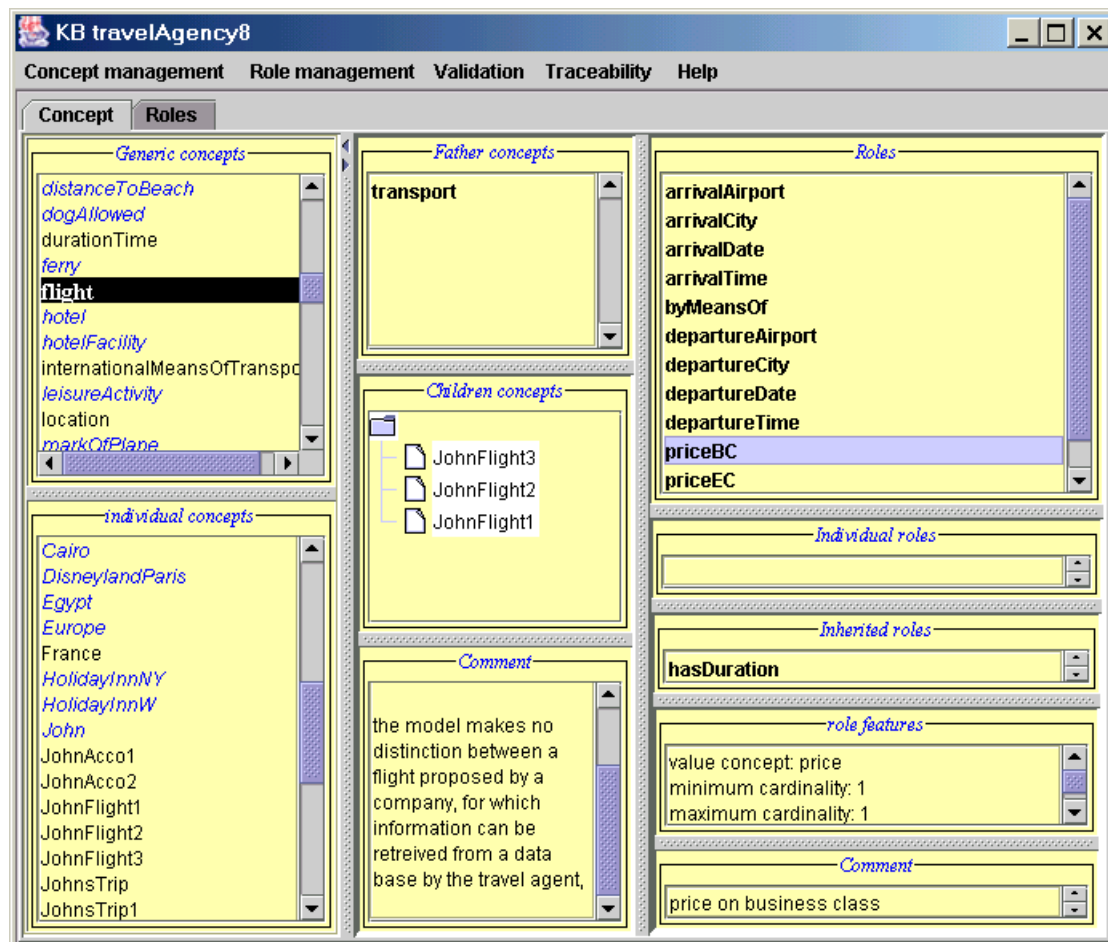 KB travelAgency8
Concept management Role management Validation Traceability Help
Concept Roles
Generic concepts
distanceToBeach
dogAllowed
durationTime
ferry
flight
hotel
hotelFacility
internationalMeansOfTranspo
leisureActivity
location
markOfPlane
individual concepts
Cairo
DisneylandParis
Egypt
Europe
France
HolidayInnNY
HolidayInnW
John
JohnAcco1
JohnAcco2
JohnFlight1
JohnFlight2
JohnFlight3
JohnsTrip
JohnsTrip1
Father concepts
transport
Children concepts
JohnFlight3
JohnFlight2
JohnFlight1
Comment
the model makes no
distinction between a
flight proposed by a
company, for which
information can be
retreived from a data
base by the travel agent,
Roles
arrivalAirport
arrivalCity
arrivalDate
arrivalTime
byMeansOf
departureAirport
departureCity
departureDate
departureTime
priceBC
priceEC
Individual roles
Inherited roles
hasDuration
role features
value concept: price
minimum cardinality: 1
maximum cardinality: 1
Comment
price on business class